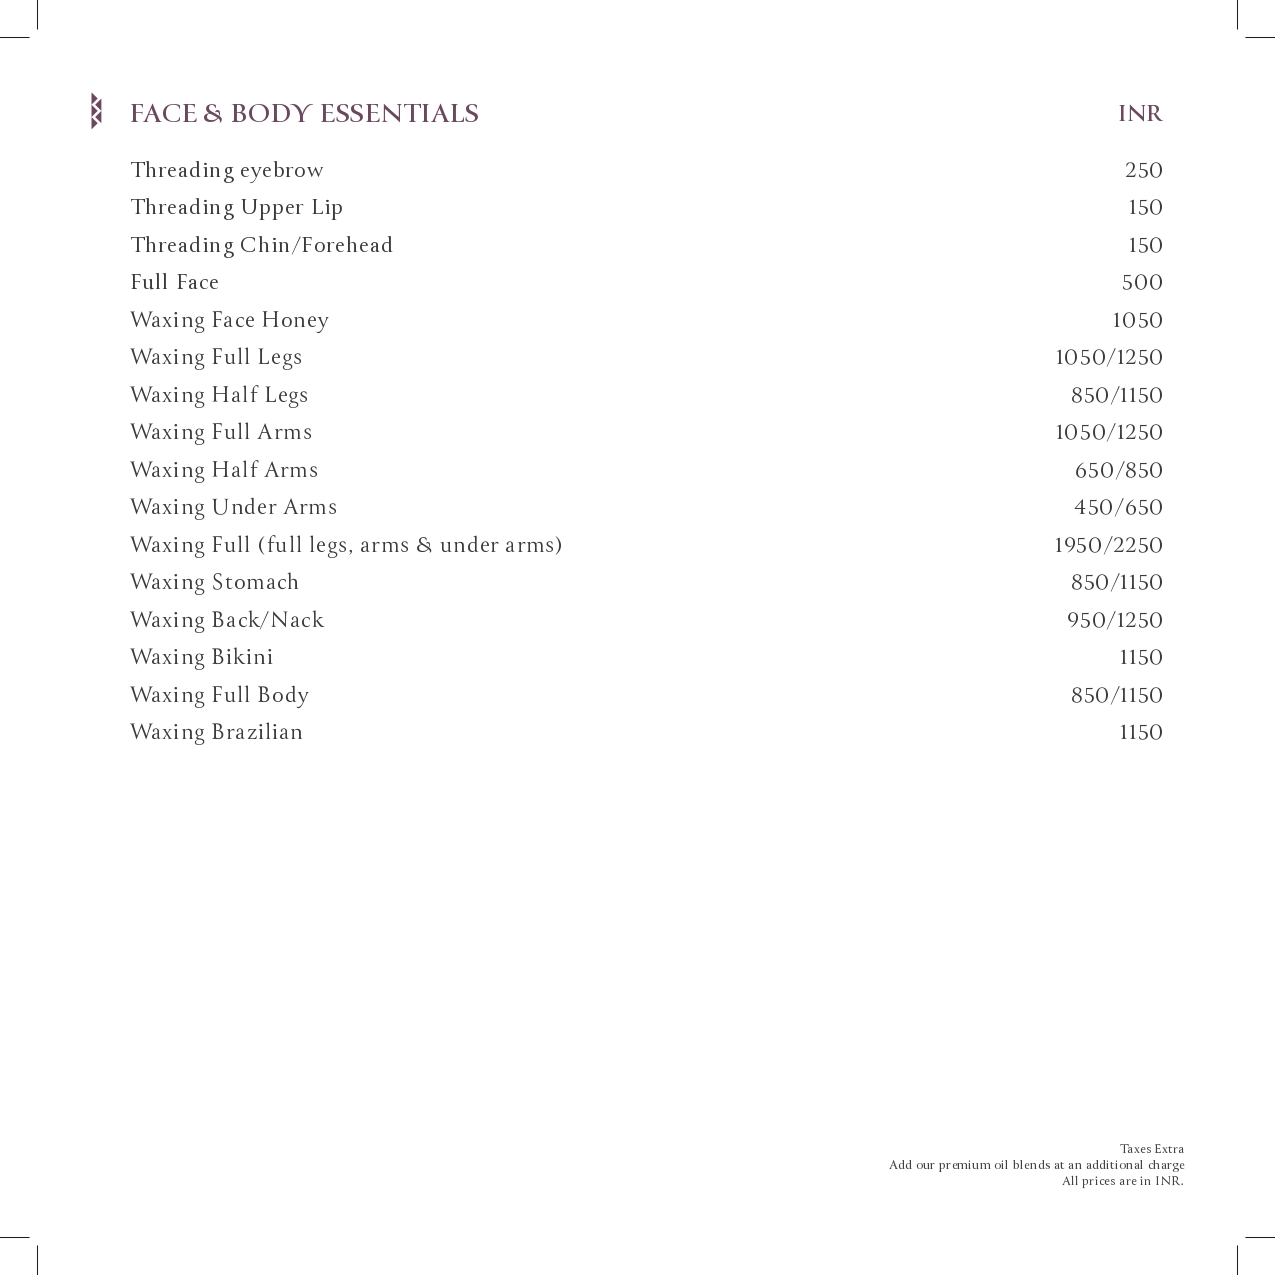 FACE & BODY ESSENTIALS INR
Threading eyebrow 250
Threading Upper Lip 150
Threading Chin/Forehead 150
Full Face 500
Waxing Face Honey 1050
Waxing Full Legs 1050/1250
Waxing Half Legs 850/1150
Waxing Full Arms 1050/1250
Waxing Half Arms 650/850
Waxing Under Arms 450/650
Waxing Full (full legs, arms & under arms) 1950/2250
Waxing Stomach 850/1150
Waxing Back/Nack 950/1250
Waxing Bikini 1150
Waxing Full Body 850/1150
Waxing Brazilian 1150
Taxes Extra
Add our premium oil blends at an additional charge
All prices are in INR.